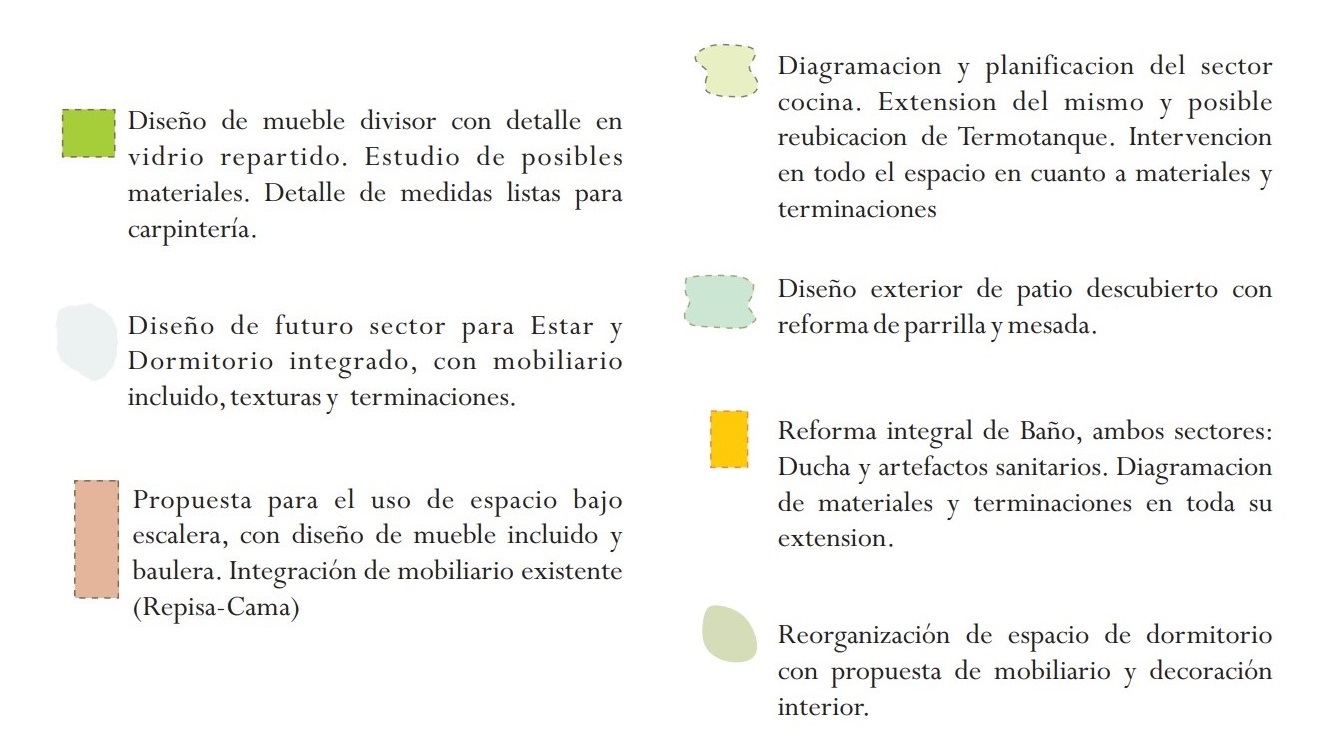 Diseño de mueble divisor con detalle en
vidrio repartido. Estudio de posibles
materiales. Detalle de medidas listas para
carpintería.
Diseño de futuro sector para Estar y
Dormitorio integrado, con mobiliario
incluido, texturas y terminaciones.
Propuesta para el uso de espacio bajo
escalera, con diseño de mueble incluido y
baulera. Integración de mobiliario existente
(Repisa-Cama)
Diagramacion y planificacion del sector
cocina. Extension del mismo y posible
reubicacion de Termotanque. Intervencion
en todo el espacio en cuanto a materiales y
terminaciones
Diseño exterior de patio descubierto con
reforma de parrilla y mesada.
Reforma integral de Baño, ambos sectores:
Ducha y artefactos sanitarios. Diagramacion
de materiales y terminaciones en toda su
extension.
Reorganización de espacio de dormitorio
con propuesta de mobiliario y decoración
interior.